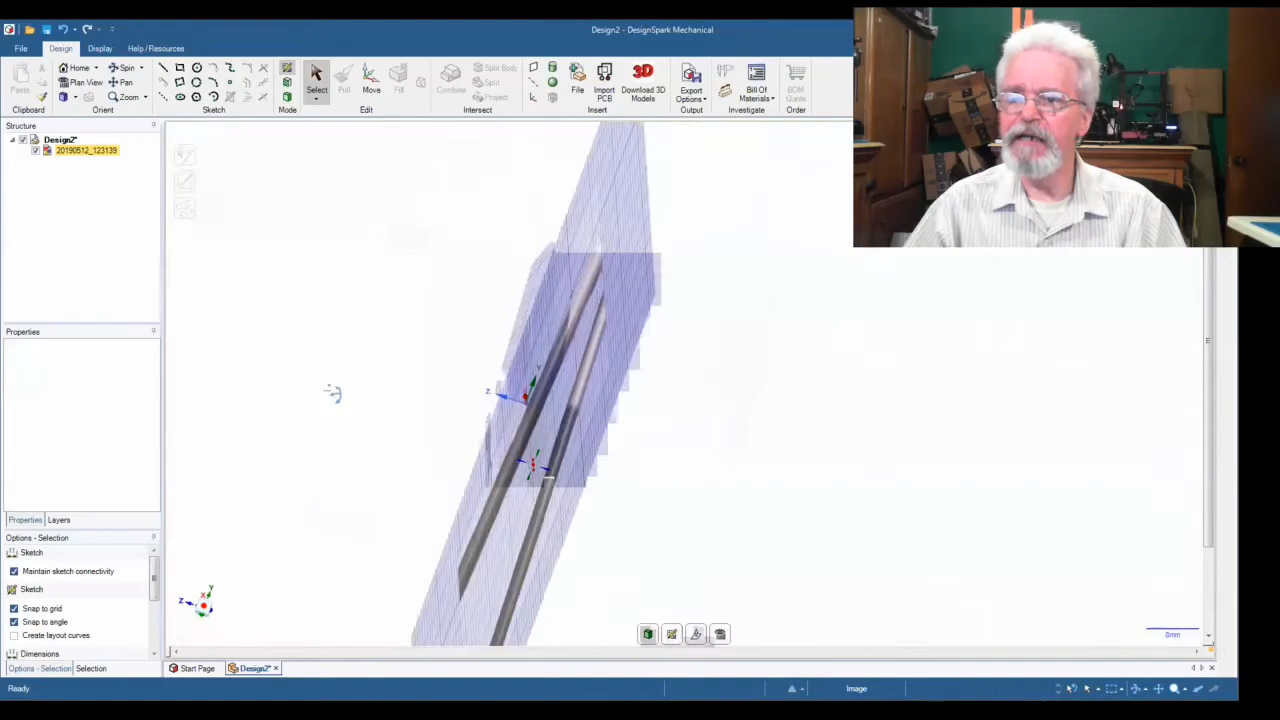 Design2 - DesignSpark Mechanical
File Design Display Help / Resources
Paste
Home
Plan View
Spin
Pan
Zoom
Select
Pull
Move
Fill
Combine
Split Body
Split
Project
File
Import PCB
Download 3D Models
Export Options
Bill Of Materials
BOM Quote
Clipboard Orient Sketch Mode Edit Intersect Insert Output Investigate Order
Structure
Design2*
20190512_123139
Properties
Properties Layers
Options - Selection
Sketch
Maintain sketch connectivity
Sketch
Snap to grid
Snap to angle
Create layout curves
Dimensions
Options - Selection Selection
Z
Y
Z
Y
X
8mm
Start Page
Design2*
Ready
Image